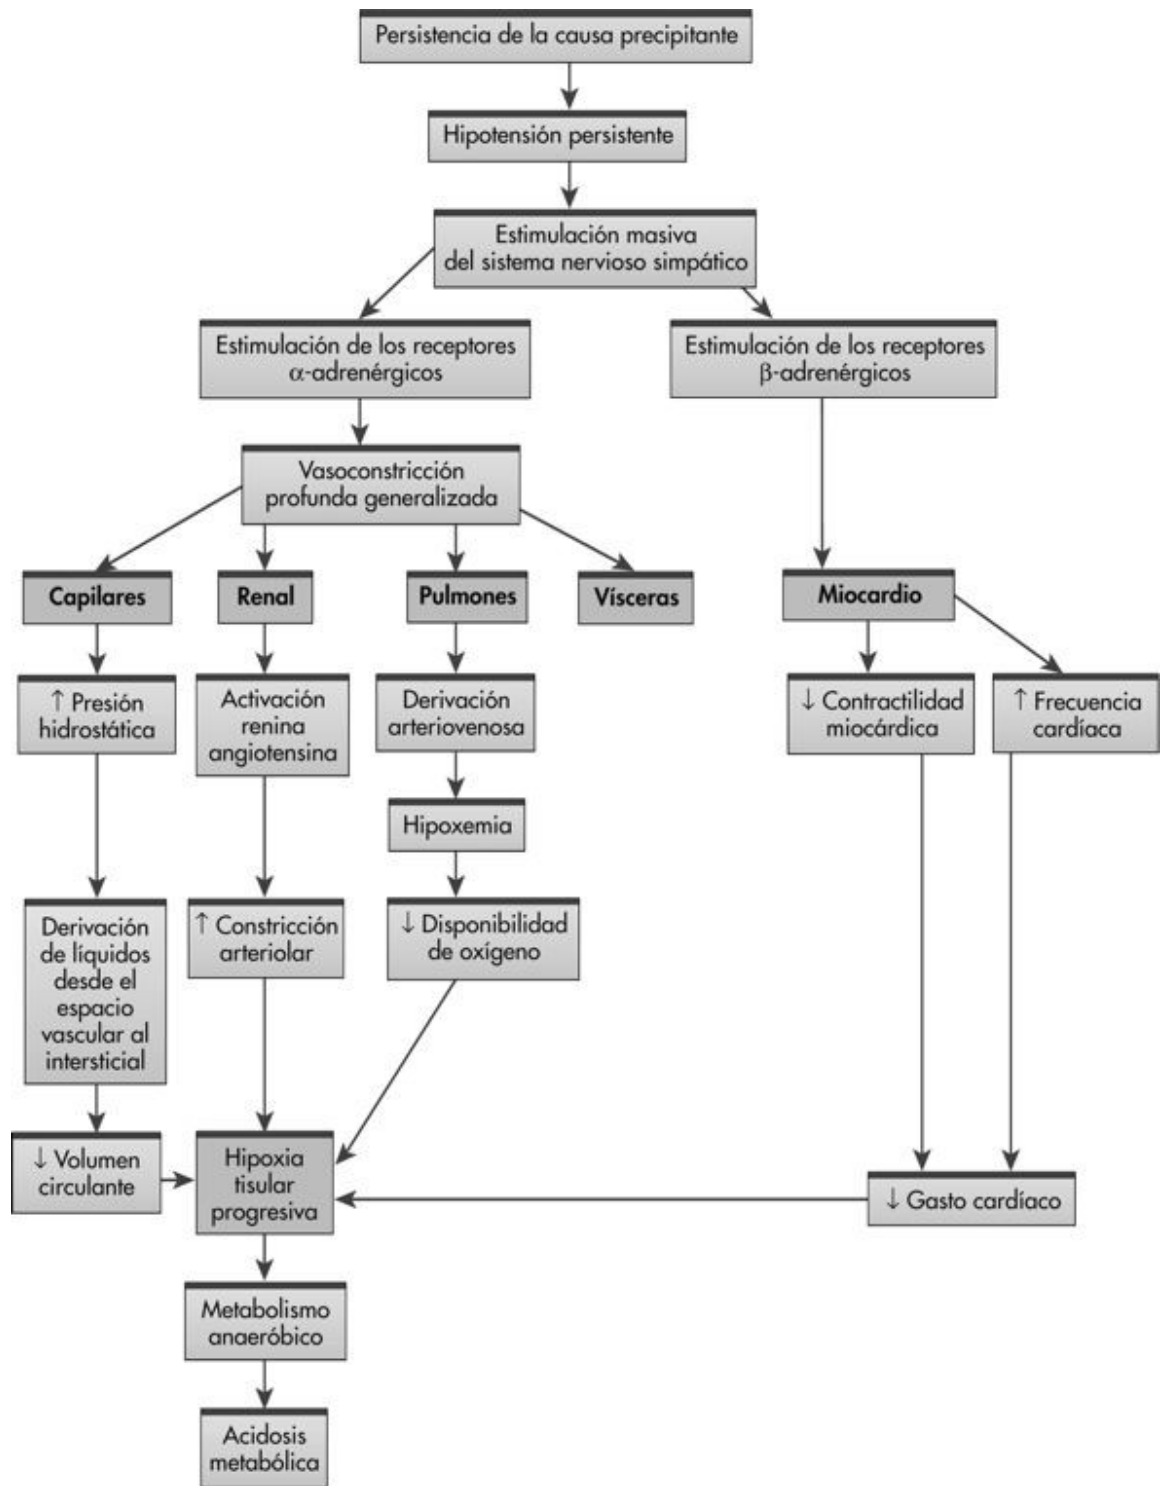 Persistencia de la causa precipitante
Hipotensión persistente
Estimulación masiva
del sistema nervioso simpático
Estimulación de los receptores
α-adrenérgicos
Estimulación de los receptores
β-adrenérgicos
Vasoconstricción
profunda generalizada
Capilares
Renal
Pulmones
Vísceras
Miocardio
↑ Presión
hidrostática
Activación
renina
angiotensina
Derivación
arteriovenosa
↓ Contractilidad
miocárdica
↑ Frecuencia
cardíaca
Hipoxemia
Derivación
de líquidos
desde el
espacio
vascular al
intersticial
↑ Constricción
arteriolar
↓ Disponibilidad
de oxígeno
↓ Volumen
circulante
Hipoxia
tisular
progresiva
↓ Gasto cardíaco
Metabolismo
anaeróbico
Acidosis
metabólica